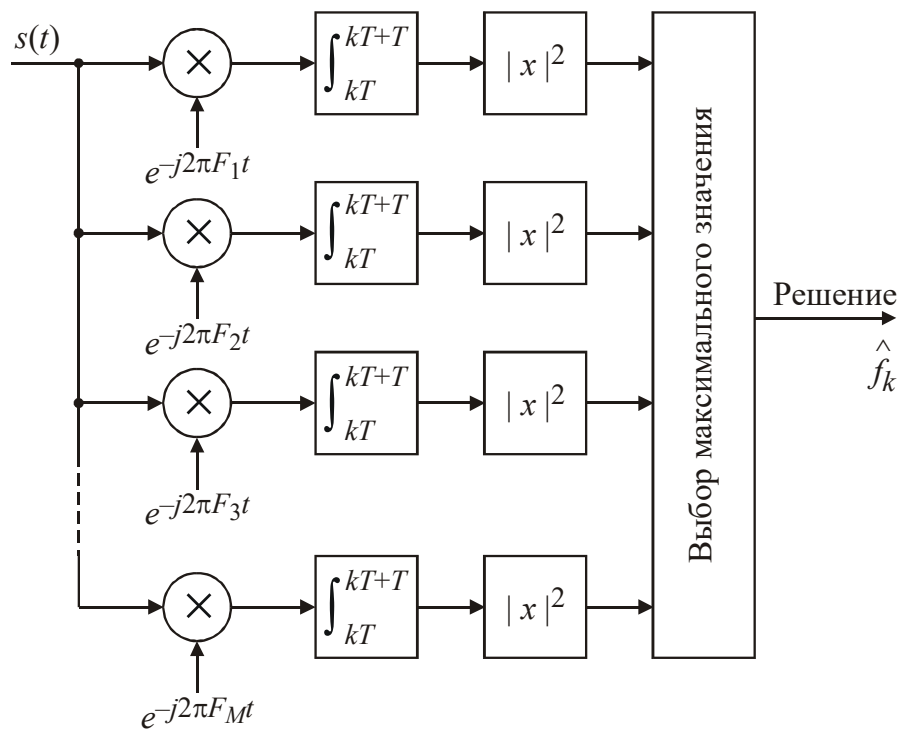 s(t)
∫ kT+T kT
| x |²
e^{–j2πF₁t}
∫ kT+T kT
| x |²
e^{–j2πF₂t}
∫ kT+T kT
| x |²
e^{–j2πF₃t}
∫ kT+T kT
| x |²
e^{–j2πF_Mt}
Выбор максимального значения
Решение
f̂_k